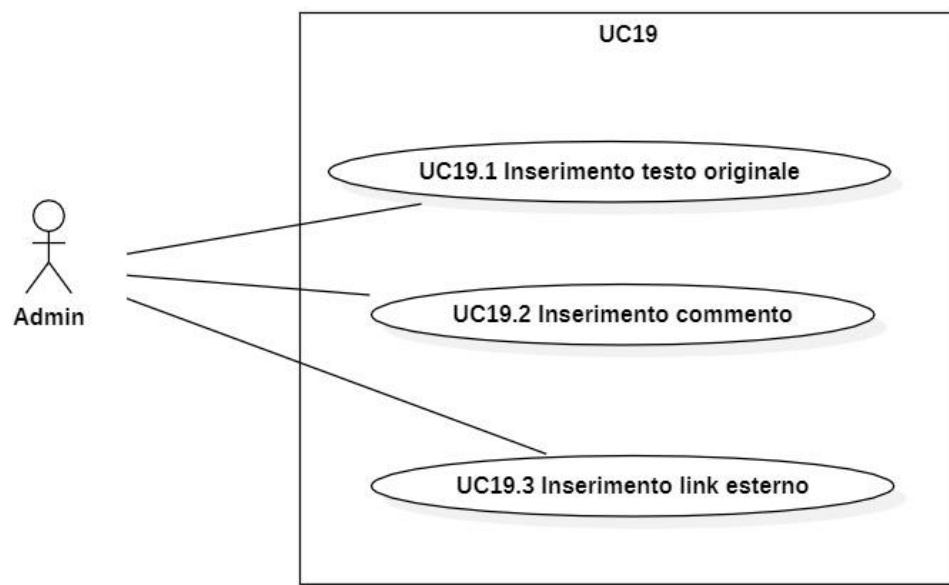 UC19
UC19.1 Inserimento testo originale
Admin
UC19.2 Inserimento commento
UC19.3 Inserimento link esterno